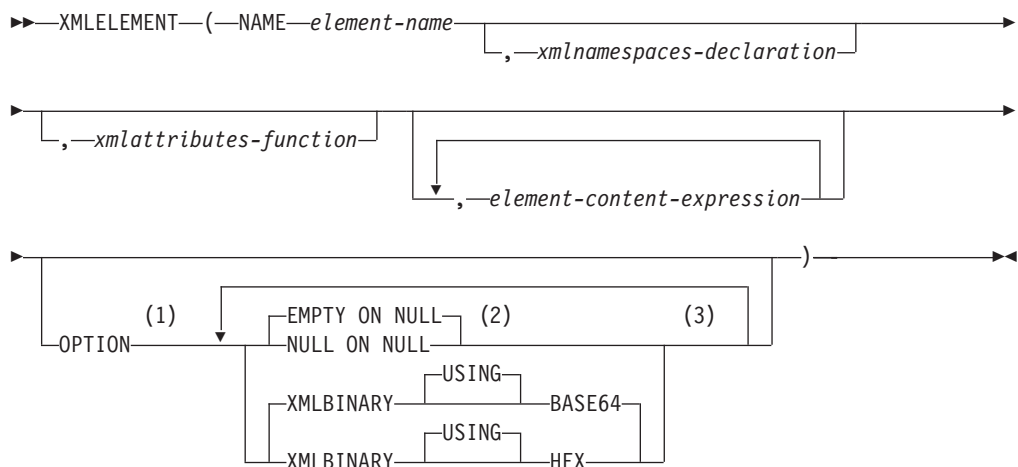 XMLELEMENT ( NAME element-name
, xmlnamespaces-declaration
, xmlattributes-function
, element-content-expression
)
(1) EMPTY ON NULL (2) (3)
OPTION NULL ON NULL
USING
XMLBINARY BASE64
USING
XMLBINARY HEX